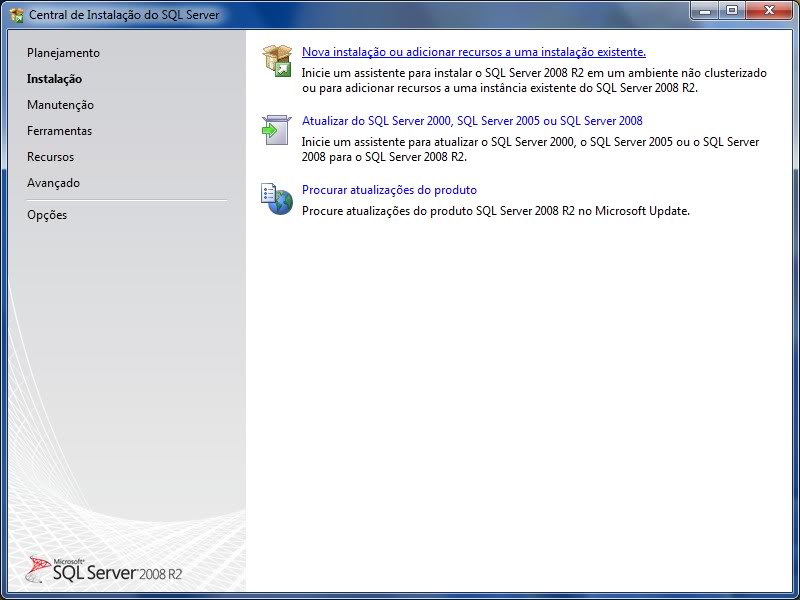 Central de Instalação do SQL Server
Planejamento
Instalação
Manutenção
Ferramentas
Recursos
Avançado
Opções
Nova instalação ou adicionar recursos a uma instalação existente.
Inicie um assistente para instalar o SQL Server 2008 R2 em um ambiente não clusterizado
ou para adicionar recursos a uma instância existente do SQL Server 2008 R2.
Atualizar do SQL Server 2000, SQL Server 2005 ou SQL Server 2008
Inicie um assistente para atualizar o SQL Server 2000, o SQL Server 2005 ou o SQL Server
2008 para o SQL Server 2008 R2.
Procurar atualizações do produto
Procure atualizações do produto SQL Server 2008 R2 no Microsoft Update.
Microsoft®
SQL Server 2008 R2